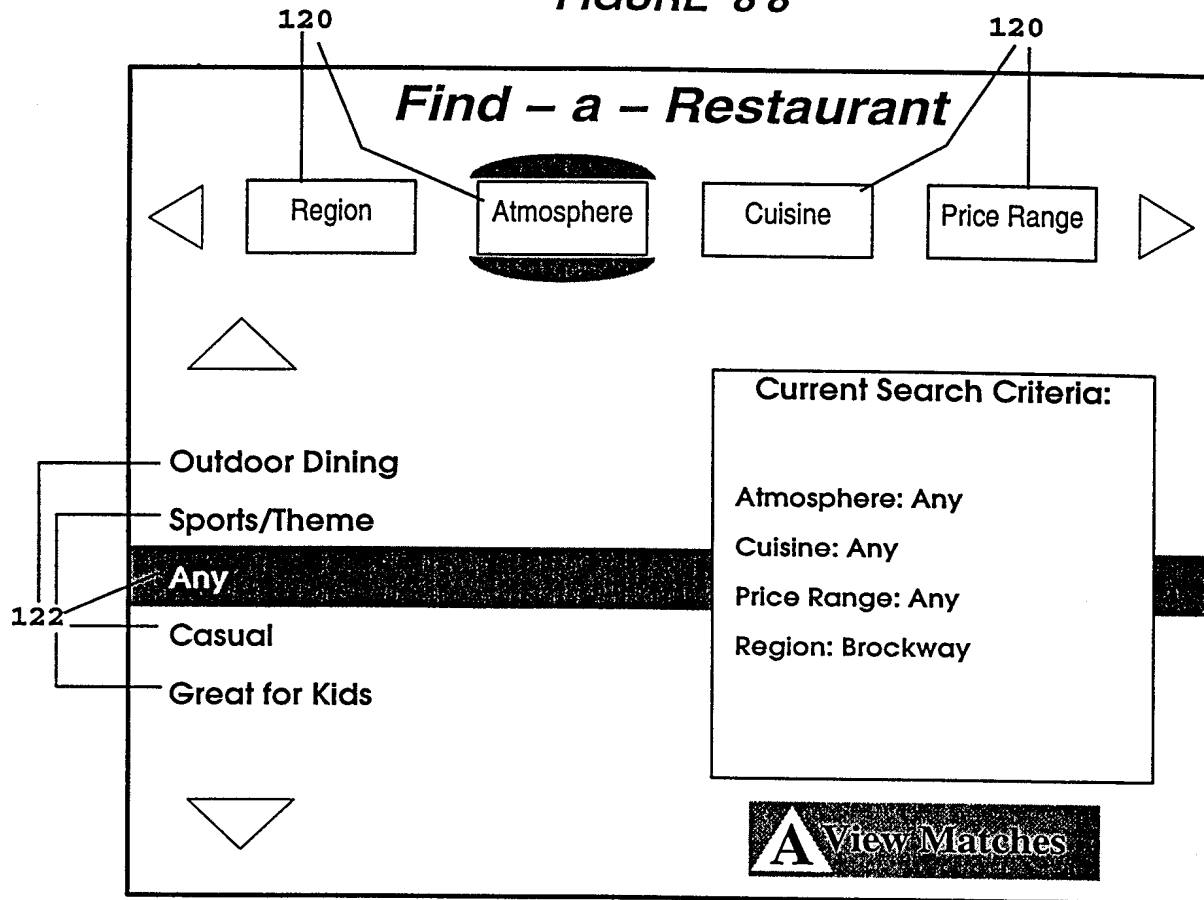 120
120
Find – a – Restaurant
Region
Atmosphere
Cuisine
Price Range
Current Search Criteria:
Outdoor Dining
Atmosphere: Any
Sports/Theme
Cuisine: Any
Any
Price Range: Any
122
Casual
Region: Brockway
Great for Kids
A View Matches